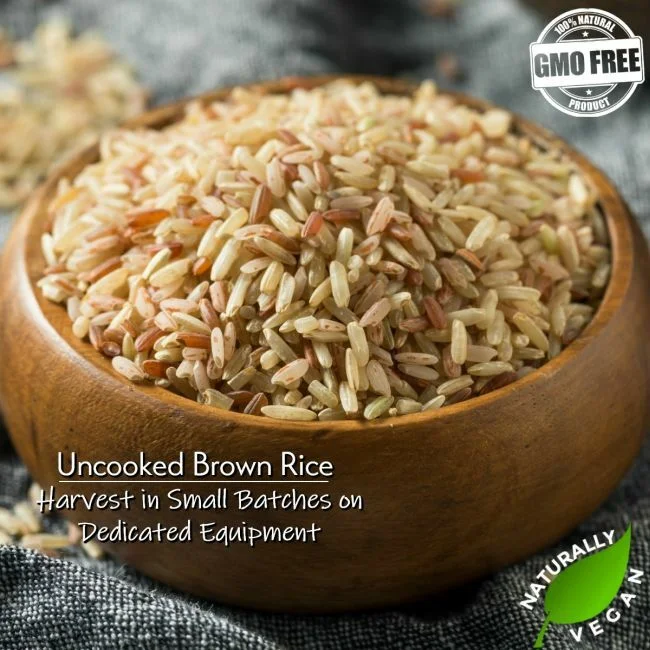 100% NATURAL
GMO FREE
PRODUCT
Uncooked Brown Rice
Harvest in Small Batches on
Dedicated Equipment
NATURALLY
VEGAN